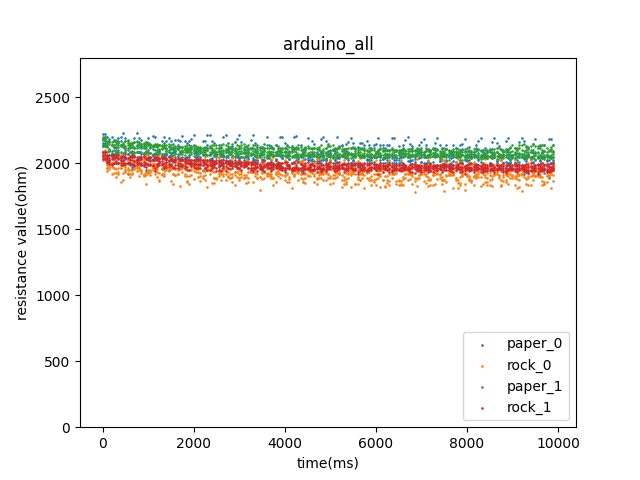 arduino_all
resistance value(ohm)
2500
2000
1500
1000
500
0
0 2000 4000 6000 8000 10000
time(ms)
paper_0
rock_0
paper_1
rock_1